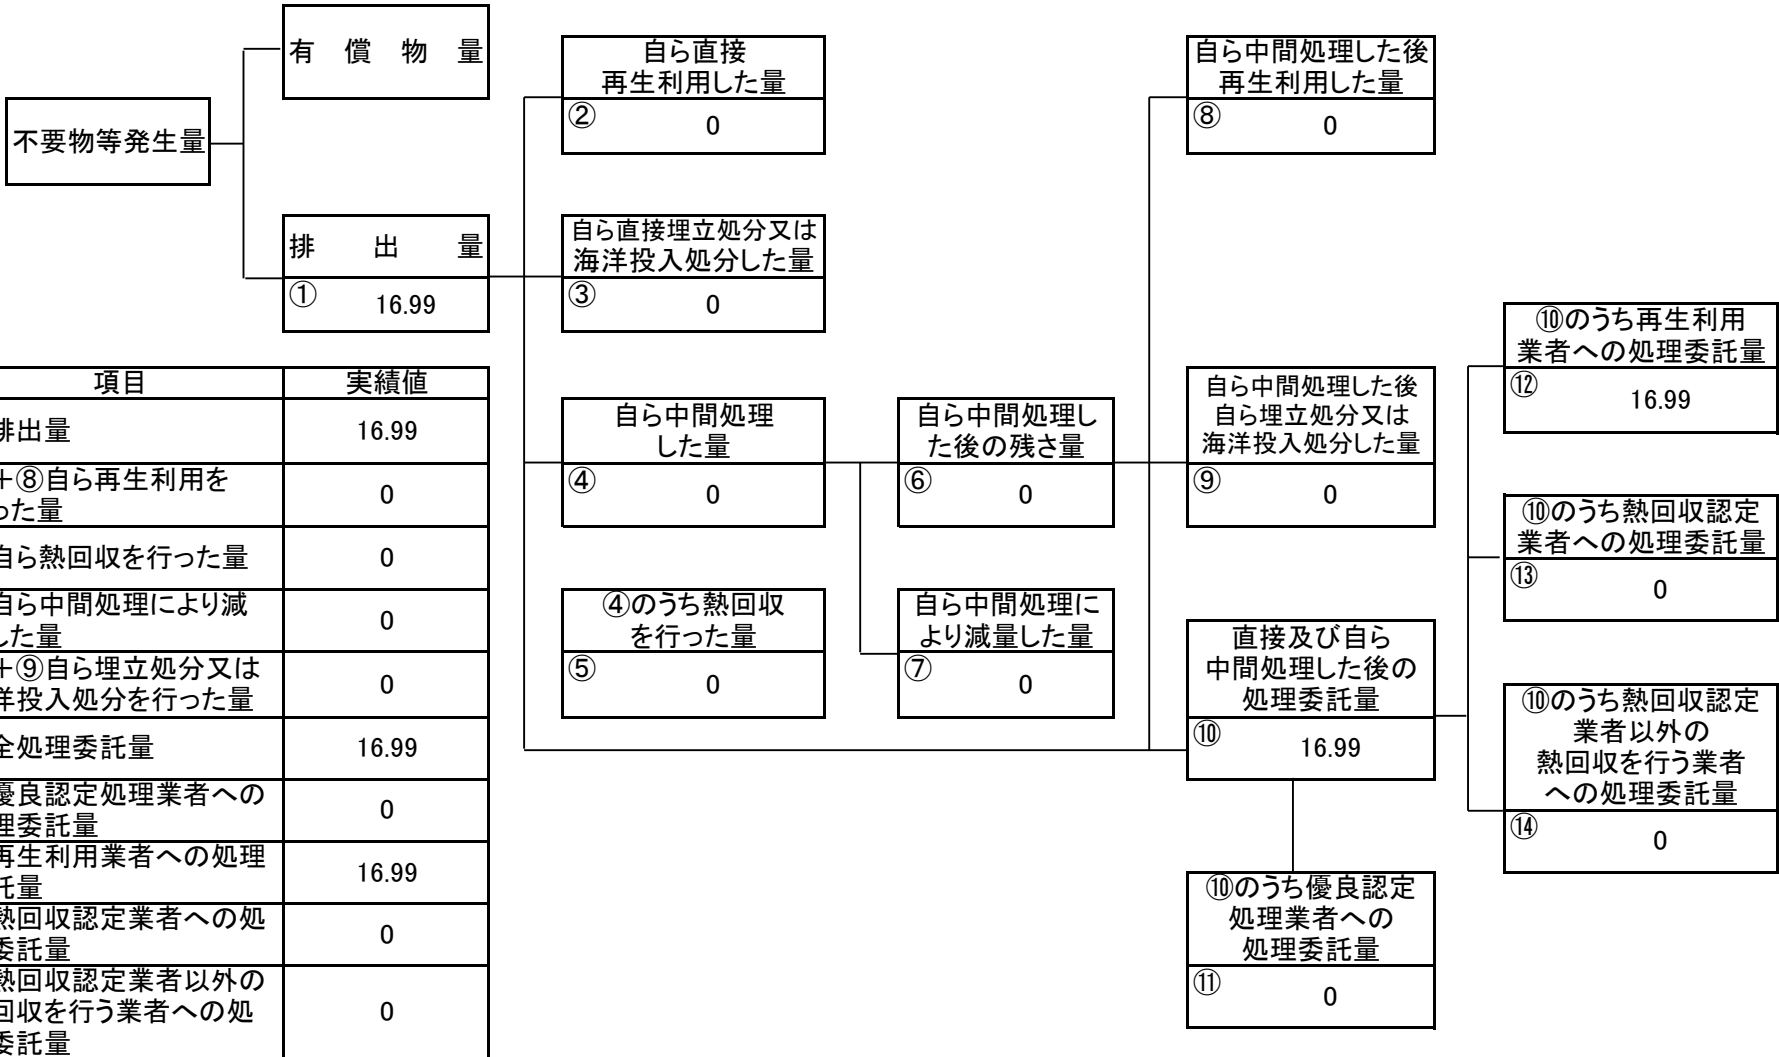 有償物量
不要物等発生量
排出量
① 16.99
自ら直接
再生利用した量
② 0
自ら直接埋立処分又は
海洋投入処分した量
③ 0
自ら中間処理
した量
④ 0
④のうち熱回収
を行った量
⑤ 0
自ら中間処理し
た後の残さ量
⑥ 0
自ら中間処理に
より減量した量
⑦ 0
自ら中間処理した後
再生利用した量
⑧ 0
自ら中間処理した後
自ら埋立処分又は
海洋投入処分した量
⑨ 0
直接及び自ら
中間処理した後の
処理委託量
⑩ 16.99
⑩のうち優良認定
処理業者への
処理委託量
⑪ 0
⑩のうち再生利用
業者への処理委託量
⑫ 16.99
⑩のうち熱回収認定
業者への処理委託量
⑬ 0
⑩のうち熱回収認定
業者以外の
熱回収を行う業者
への処理委託量
⑭ 0
項目 実績値
排出量 16.99
+⑧自ら再生利用を
った量 0
自ら熱回収を行った量 0
自ら中間処理により減
した量 0
+⑨自ら埋立処分又は
洋投入処分を行った量 0
全処理委託量 16.99
優良認定処理業者への
理委託量 0
再生利用業者への処理
託量 16.99
熱回収認定業者への処
委託量 0
熱回収認定業者以外の
回収を行う業者への処
委託量 0